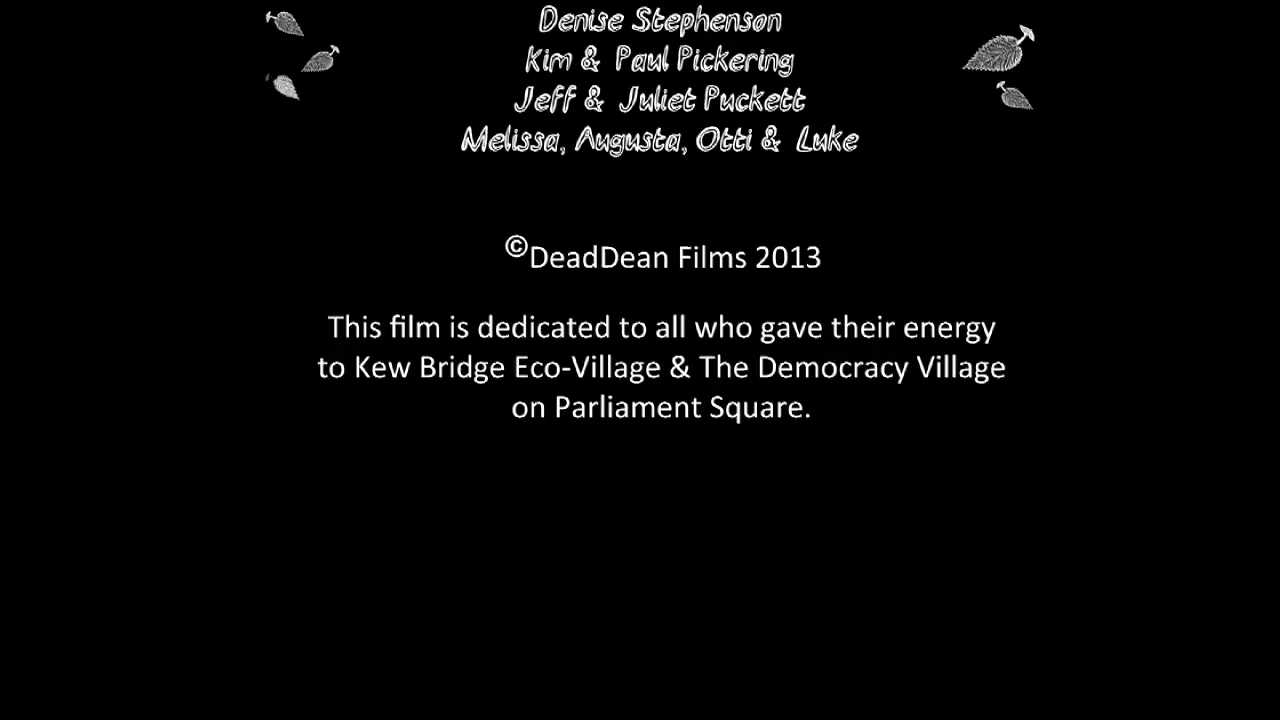 Denise Stephenson
Kim & Paul Pickering
Jeff & Juliet Puckett
Melissa, Augusta, Otti & Luke
©DeadDean Films 2013
This film is dedicated to all who gave their energy
to Kew Bridge Eco-Village & The Democracy Village
on Parliament Square.